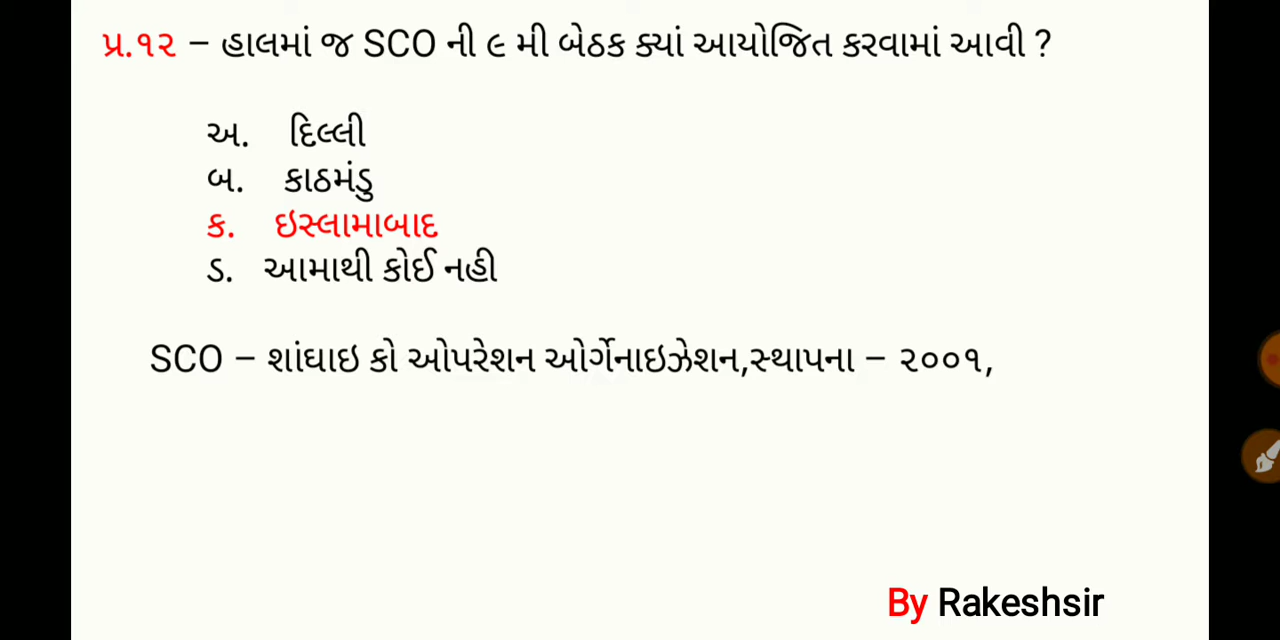 પ્ર.૧૨ – હાલમાં જ SCO ની ૯ મી બેઠક ક્યાં આયોજિત કરવામાં આવી ?
અ. દિલ્લી
બ. કાઠમંડુ
ક. ઇસ્લામાબાદ
ડ. આમાથી કોઈ નહી
SCO – શાંઘાઇ કો ઓપરેશન ઓર્ગેનાઇઝેશન,સ્થાપના – ૨૦૦૧,
By Rakeshsir